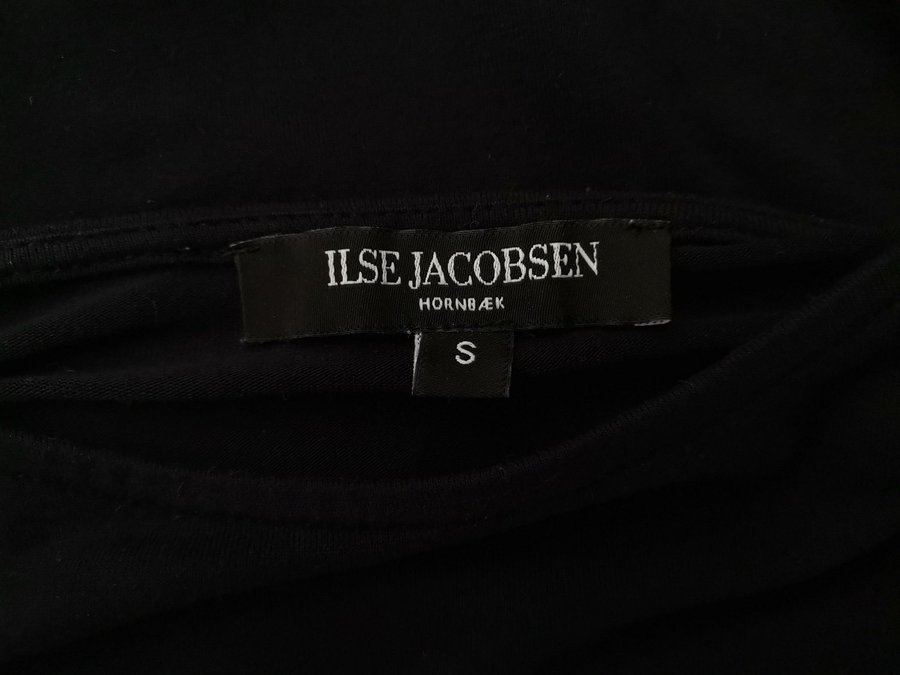 ILSE JACOBSEN
HORNBÆK
S